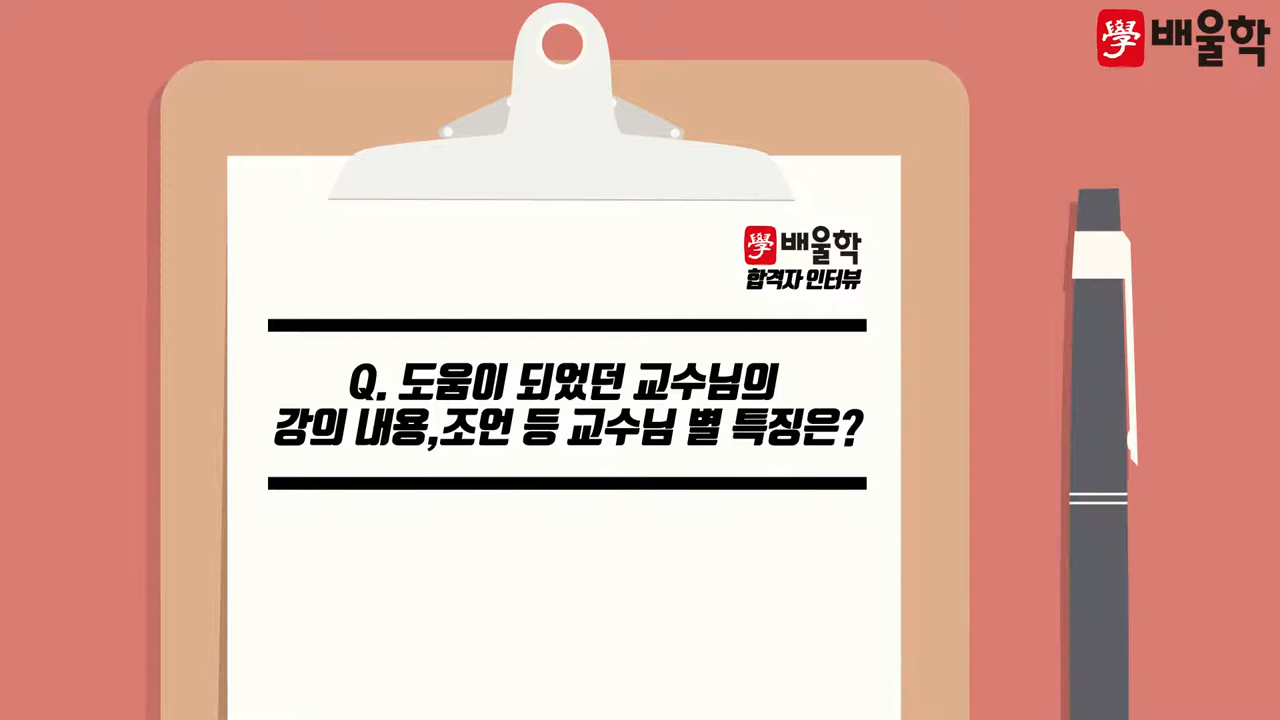 學 배울학
學 배울학
합격자 인터뷰
Q. 도움이 되었던 교수님의
강의 내용,조언 등 교수님 별 특징은?